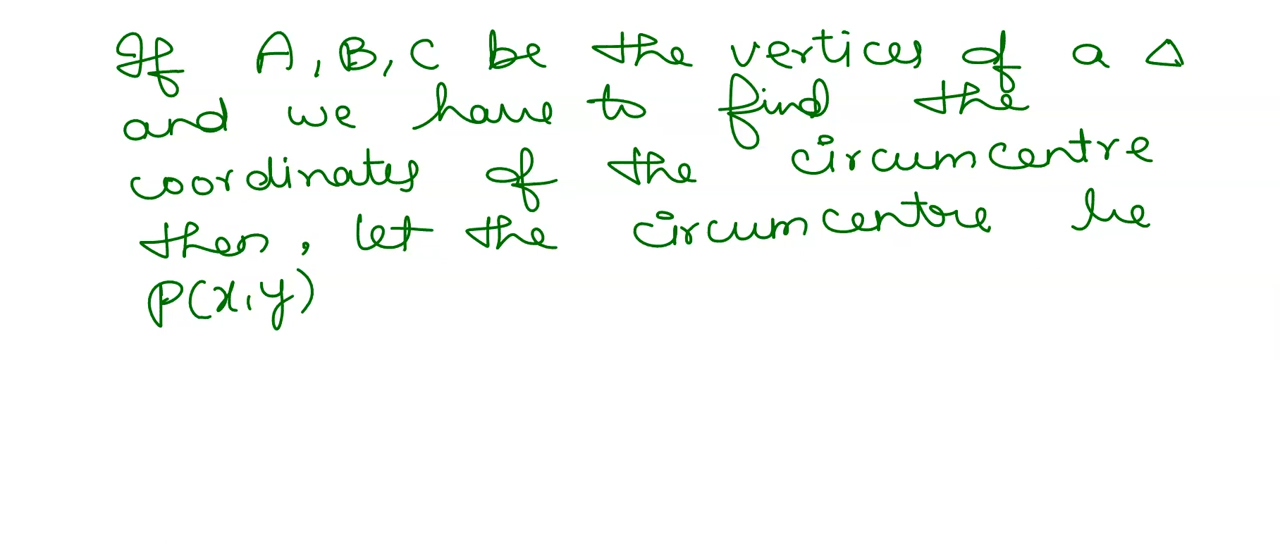 If A, B, C be the vertices of a Δ
and we have to find the
coordinates of the circumcentre
then, let the circumcentre be
P(x,y)